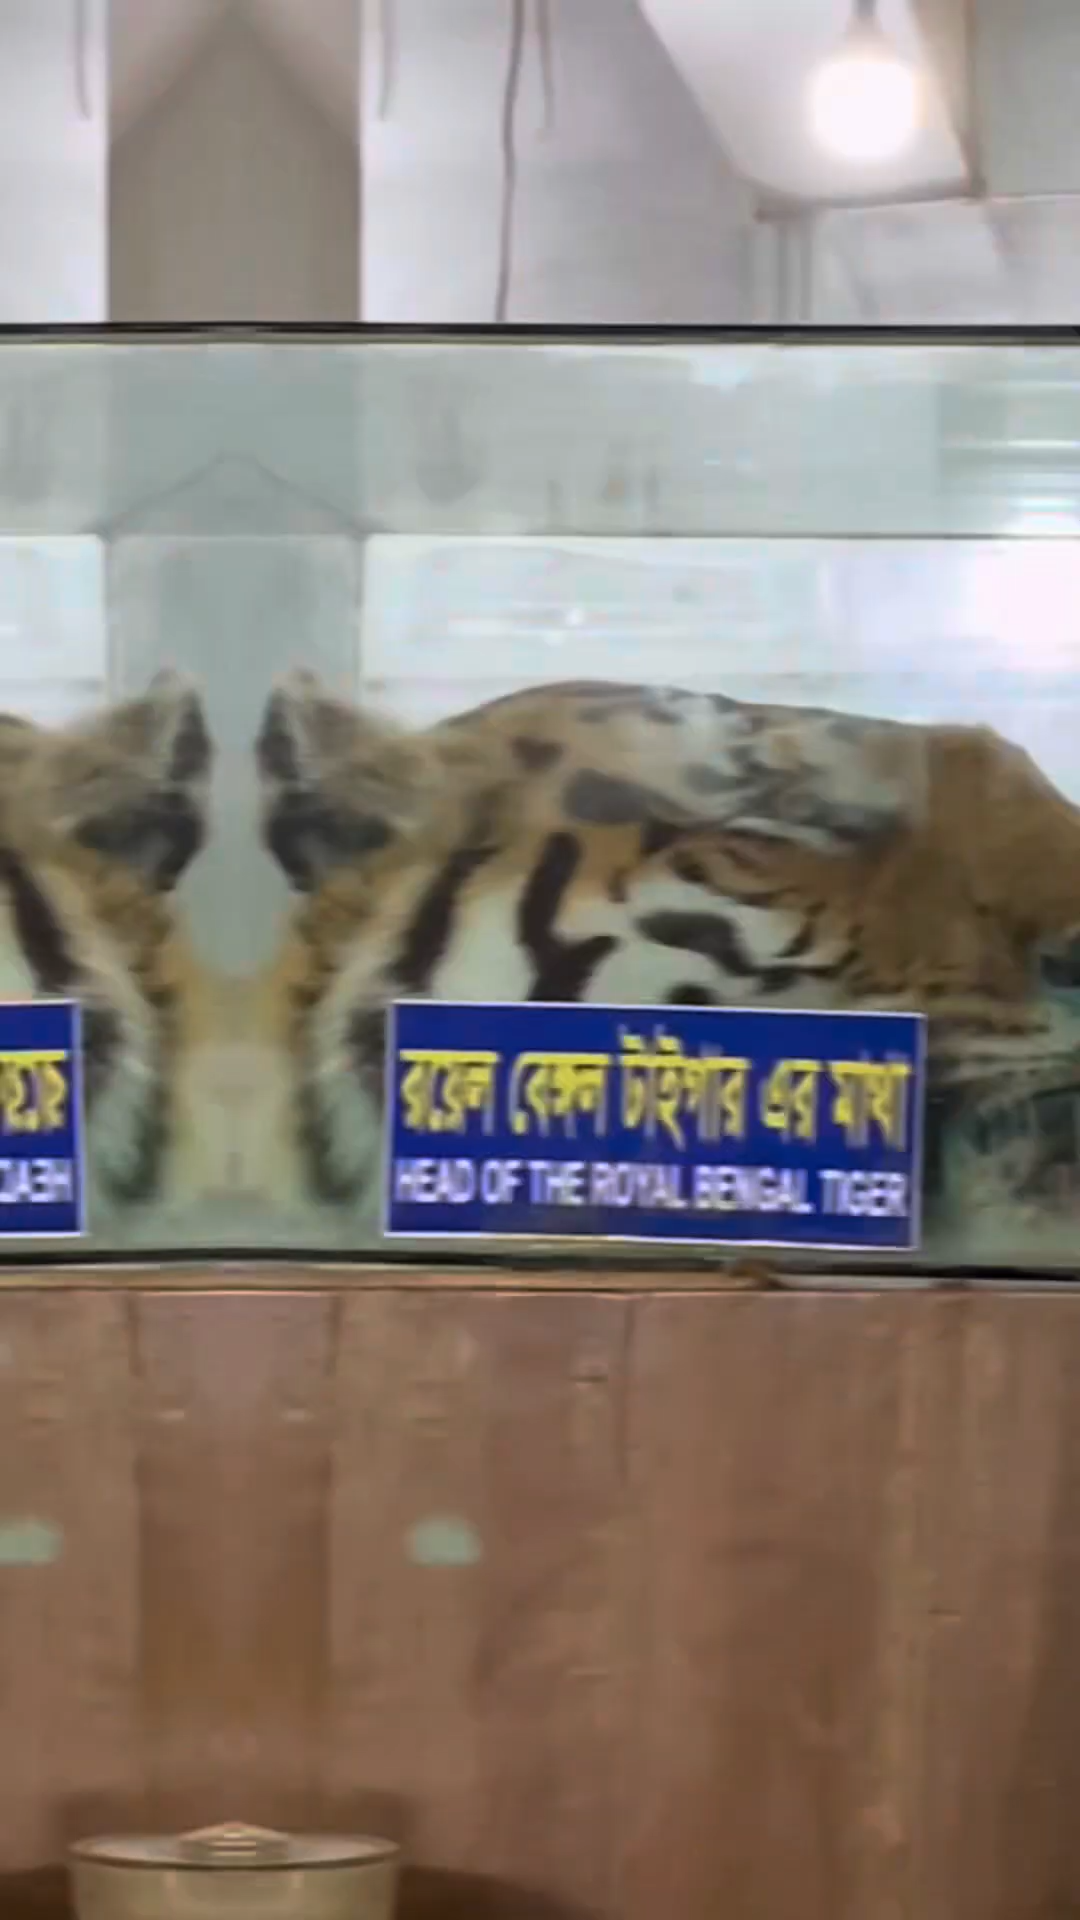 রয়েল বেঙ্গল টাইগার এর মাথা
HEAD OF THE ROYAL BENGAL TIGER